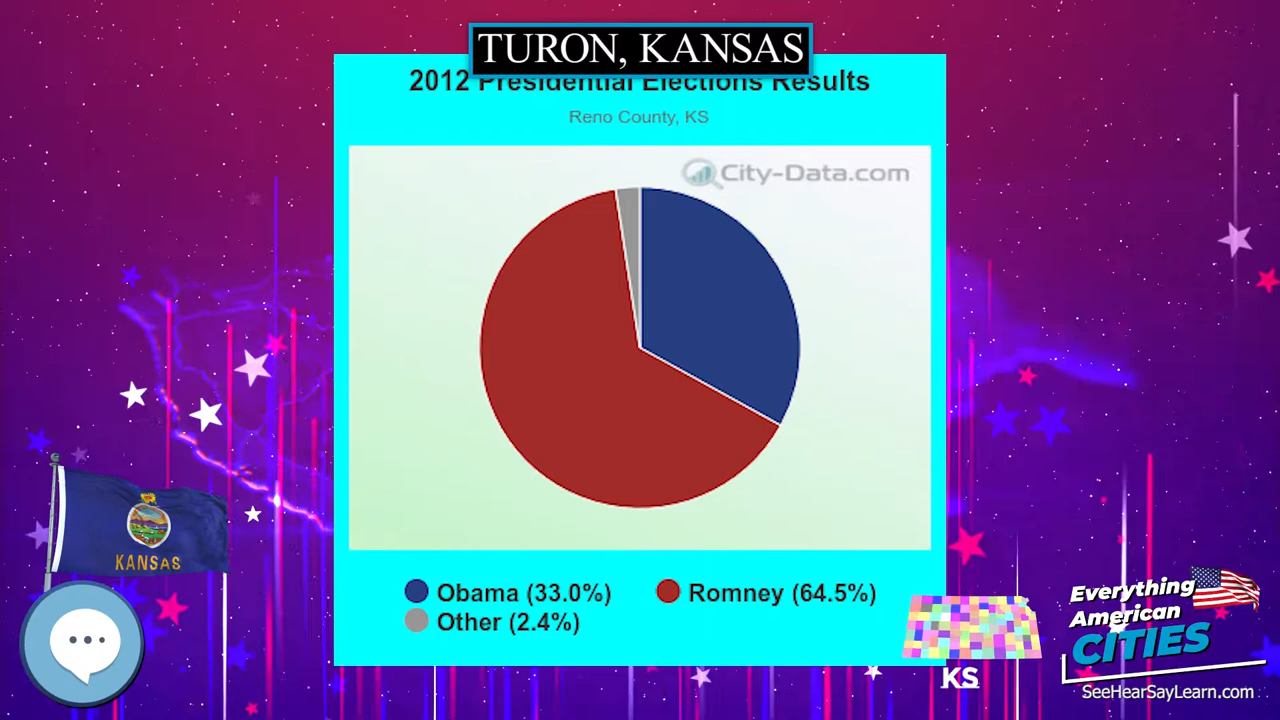 TURON, KANSAS
2012 Presidential Elections Results
Reno County, KS
City-Data.com
Obama (33.0%) Romney (64.5%)
Other (2.4%)
KANSAS
KS
Everything
American
CITIES
SeeHearSayLearn.com